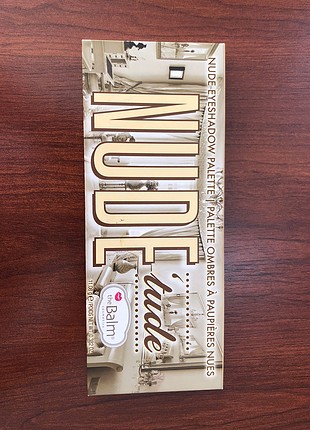 NUDE EYESHADOW PALETTE | PALETTE OMBRES À PAUPIÈRES NUES
NUDE
'tude
the Balm